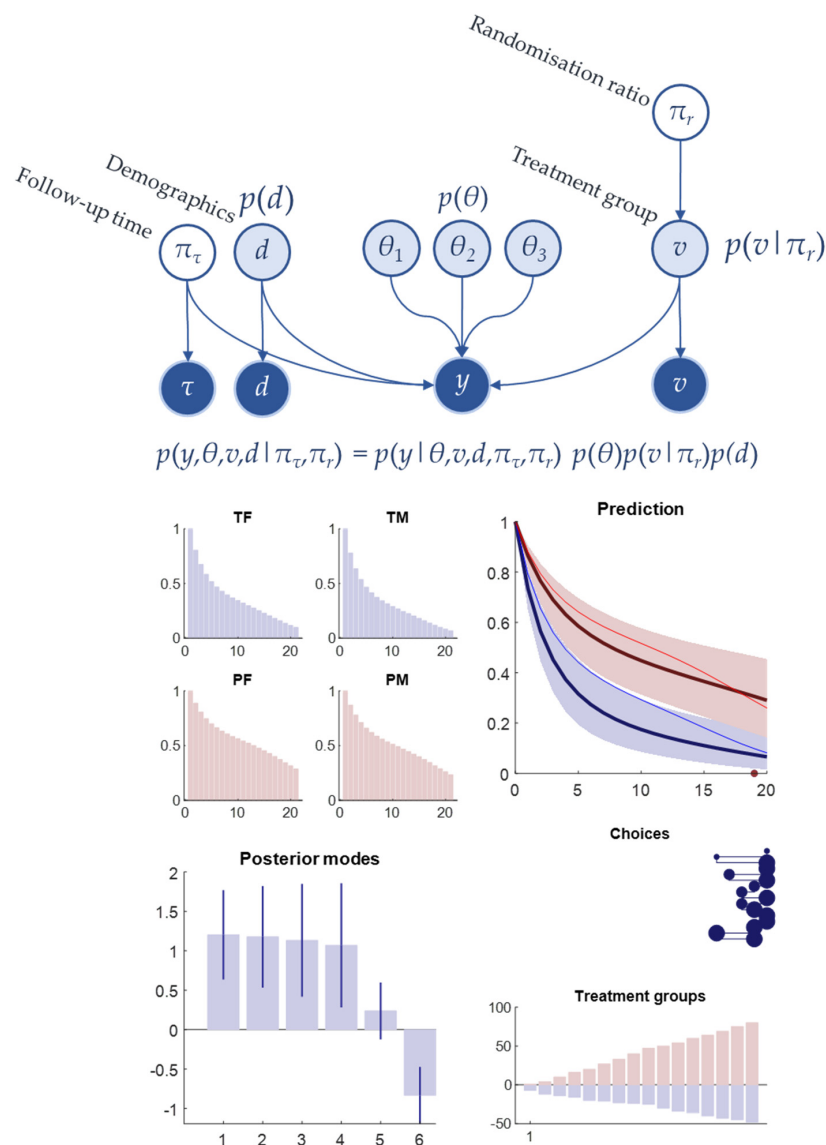 Randomisation ratio
π_r
Treatment group
Demographics
Follow-up time
p(d)
p(θ)
π_τ
d
θ_1
θ_2
θ_3
v
p(v|π_r)
τ
d
y
v
p(y,θ,v,d|π_τ,π_r) = p(y|θ,v,d,π_τ,π_r) p(θ)p(v|π_r)p(d)
TF
1
0.5
0
0 10 20
TM
1
0.5
0
0 10 20
Prediction
1
0.8
0.6
0.4
0.2
0
0 5 10 15 20
PF
1
0.5
0
0 10 20
PM
1
0.5
0
0 10 20
Choices
Posterior modes
2
1.5
1
0.5
0
-0.5
-1
1 2 3 4 5 6
Treatment groups
100
50
0
-50
1